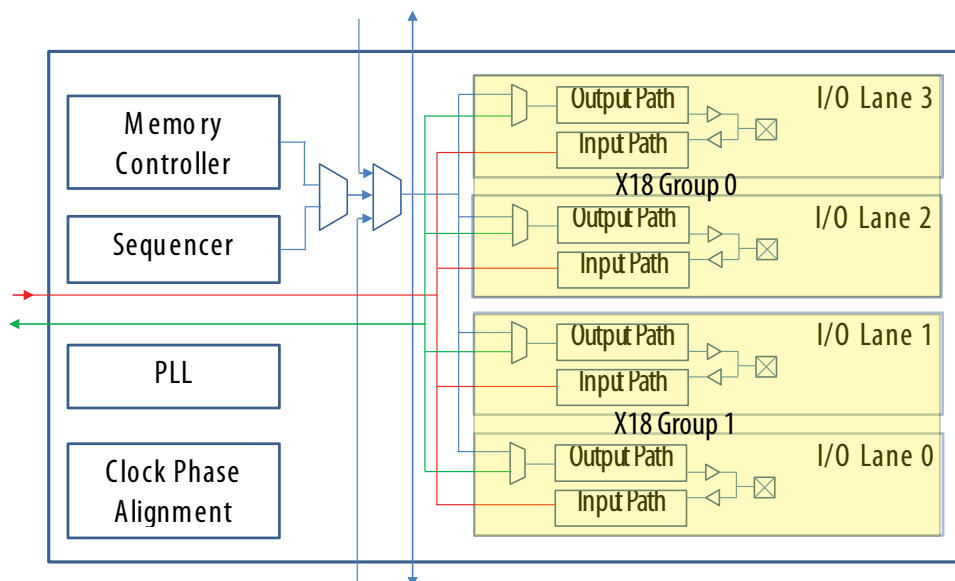 Memory
Controller
Sequencer
PLL
Clock Phase
Alignment
Output Path
Input Path
I/O Lane 3
X18 Group 0
Output Path
Input Path
I/O Lane 2
Output Path
Input Path
I/O Lane 1
X18 Group 1
Output Path
Input Path
I/O Lane 0